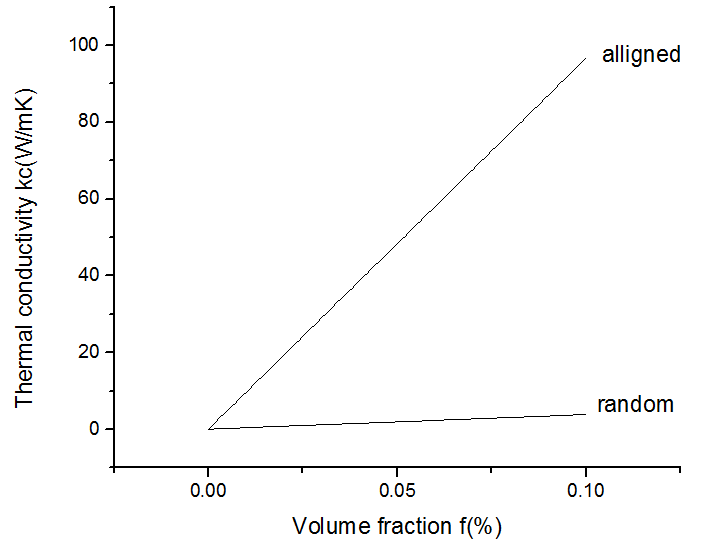 Thermal conductivity kc(W/mK)
100
80
60
40
20
0
alligned
random
0.00
0.05
0.10
Volume fraction f(%)